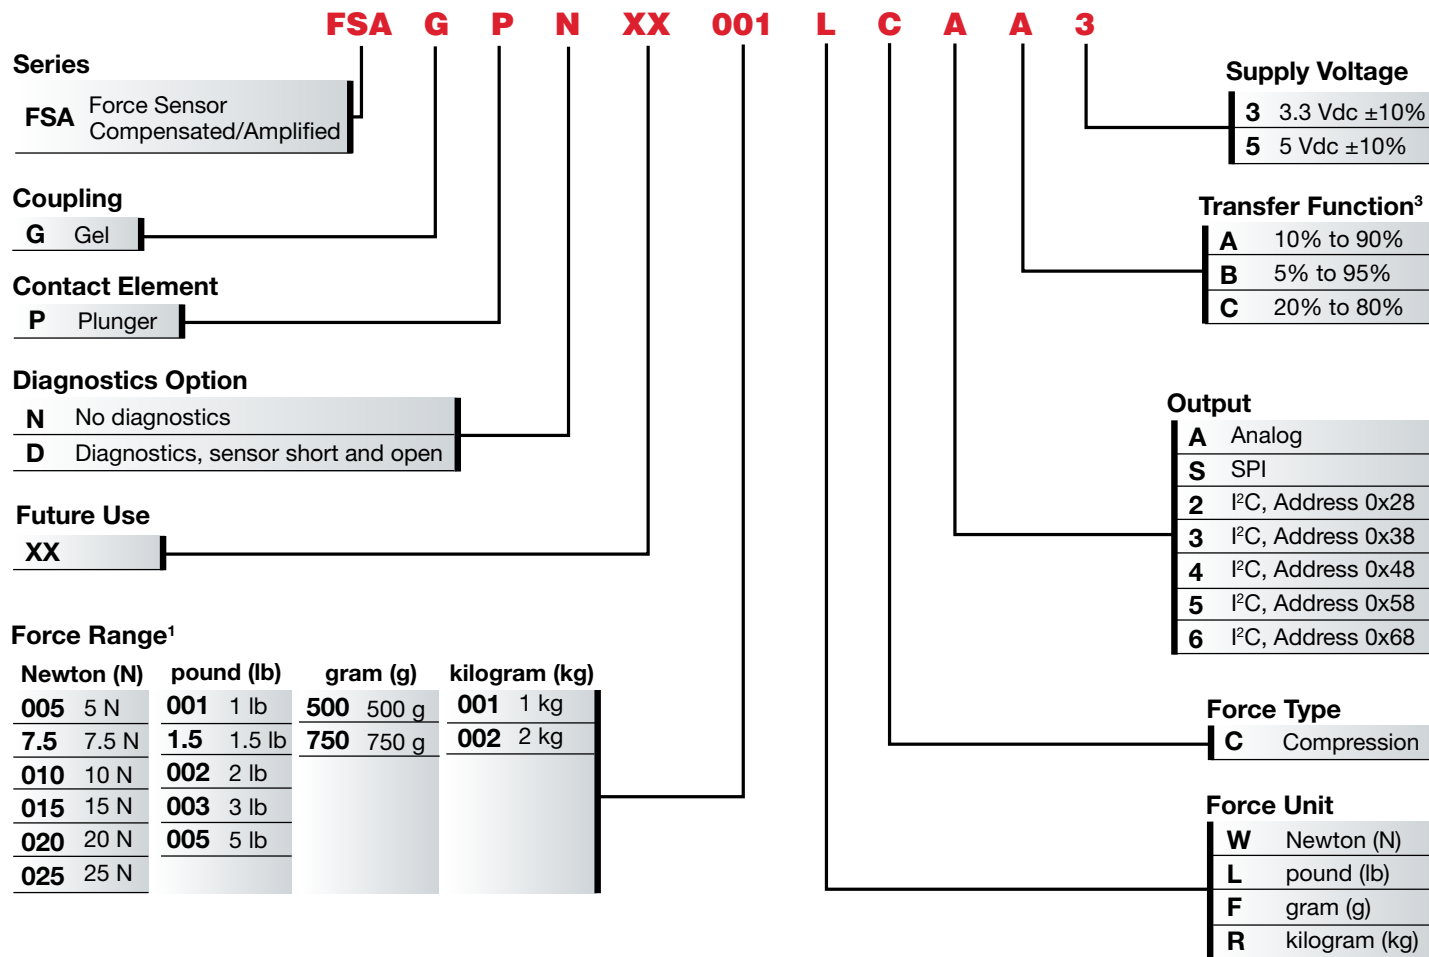 FSA G P N XX 001 L C A A 3
Series
FSA Force Sensor
Compensated/Amplified
Coupling
G Gel
Contact Element
P Plunger
Diagnostics Option
N No diagnostics
D Diagnostics, sensor short and open
Future Use
XX
Force Range¹
Newton (N) pound (lb) gram (g) kilogram (kg)
005 5 N 001 1 lb 500 500 g 001 1 kg
7.5 7.5 N 1.5 1.5 lb 750 750 g 002 2 kg
010 10 N 002 2 lb
015 15 N 003 3 lb
020 20 N 005 5 lb
025 25 N
Supply Voltage
3 3.3 Vdc ±10%
5 5 Vdc ±10%
Transfer Function³
A 10% to 90%
B 5% to 95%
C 20% to 80%
Output
A Analog
S SPI
2 I²C, Address 0x28
3 I²C, Address 0x38
4 I²C, Address 0x48
5 I²C, Address 0x58
6 I²C, Address 0x68
Force Type
C Compression
Force Unit
W Newton (N)
L pound (lb)
F gram (g)
R kilogram (kg)